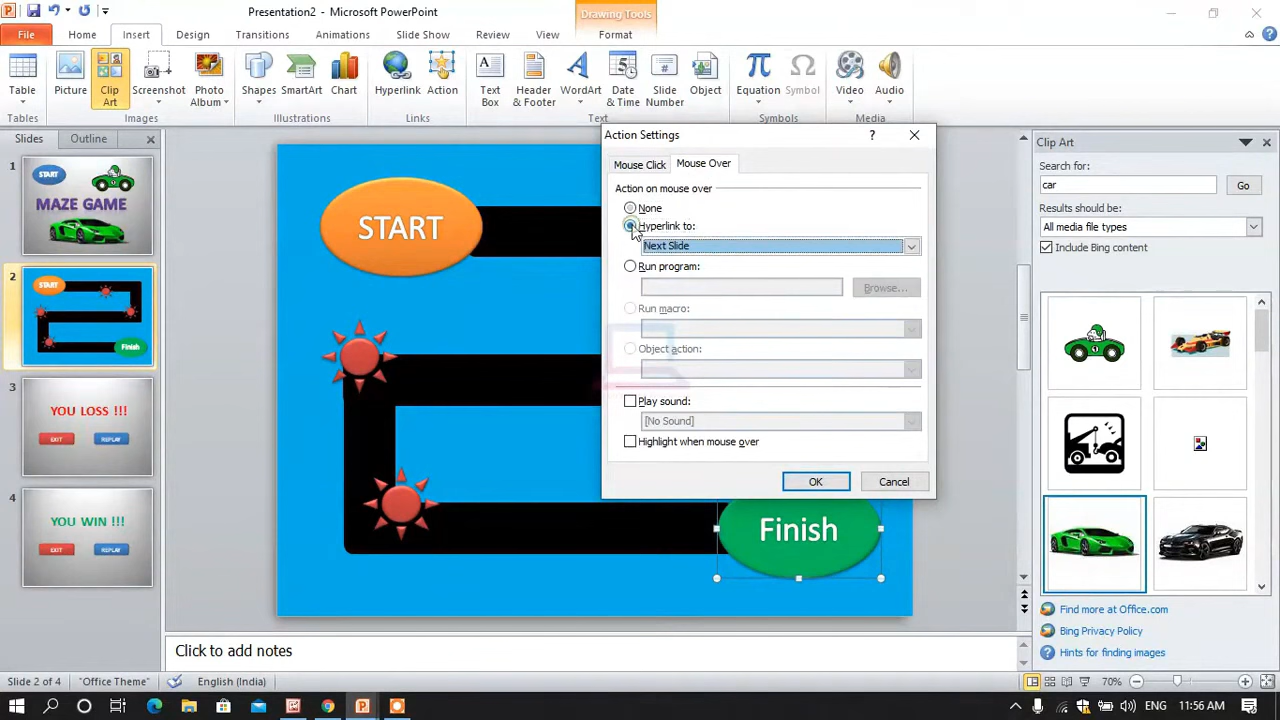 Presentation2 - Microsoft PowerPoint
Drawing Tools
File Home Insert Design Transitions Animations Slide Show Review View Format
Table Picture Clip Art Screenshot Photo Album Shapes SmartArt Chart Hyperlink Action Text Box Header & Footer WordArt Date & Time Slide Number Object Equation Symbol Video Audio
Tables Images Illustrations Links Text Symbols Media
Slides Outline
1
START
MAZE GAME
2
START
Finish
3
YOU LOSS !!!
EXIT REPLAY
4
YOU WIN !!!
EXIT REPLAY
START
Finish
Action Settings
Mouse Click Mouse Over
Action on mouse over
None
Hyperlink to:
Next Slide
Run program:
Browse...
Run macro:
Object action:
Play sound:
[No Sound]
Highlight when mouse over
OK Cancel
Clip Art
Search for:
car Go
Results should be:
All media file types
Include Bing content
Find more at Office.com
Bing Privacy Policy
Hints for finding images
Click to add notes
Slide 2 of 4 "Office Theme" English (India) 70%
ENG 11:56 AM